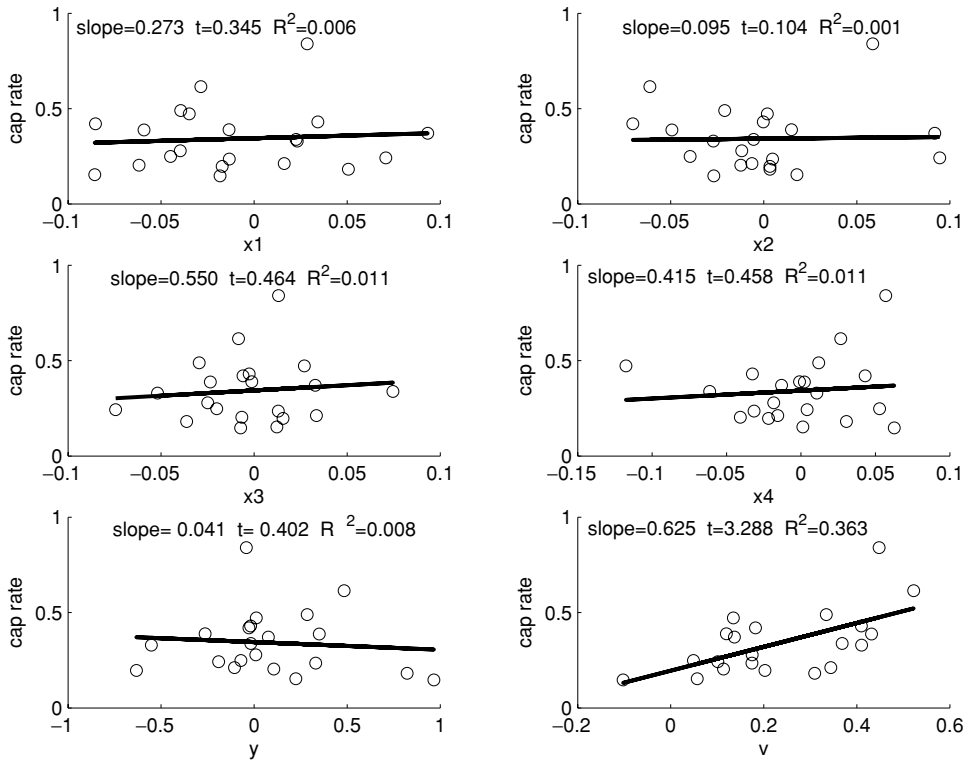 slope=0.273 t=0.345 R²=0.006
1
0.5
0
cap rate
−0.1 −0.05 0 0.05 0.1
x1
slope=0.095 t=0.104 R²=0.001
1
0.5
0
cap rate
−0.1 −0.05 0 0.05 0.1
x2
slope=0.550 t=0.464 R²=0.011
1
0.5
0
cap rate
−0.1 −0.05 0 0.05 0.1
x3
slope=0.415 t=0.458 R²=0.011
1
0.5
0
cap rate
−0.15 −0.1 −0.05 0 0.05 0.1
x4
slope= 0.041 t= 0.402 R ²=0.008
1
0.5
0
cap rate
−1 −0.5 0 0.5 1
y
slope=0.625 t=3.288 R²=0.363
1
0.5
0
cap rate
−0.2 0 0.2 0.4 0.6
v